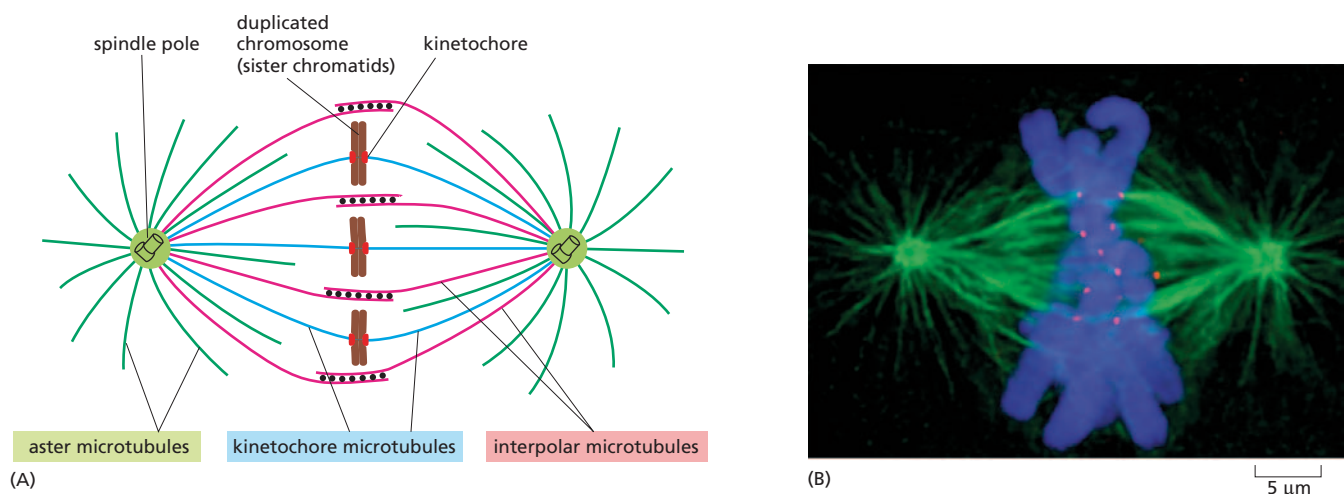 spindle pole
duplicated
chromosome
(sister chromatids)
kinetochore
aster microtubules
kinetochore microtubules
interpolar microtubules
(A)
(B)
5 μm